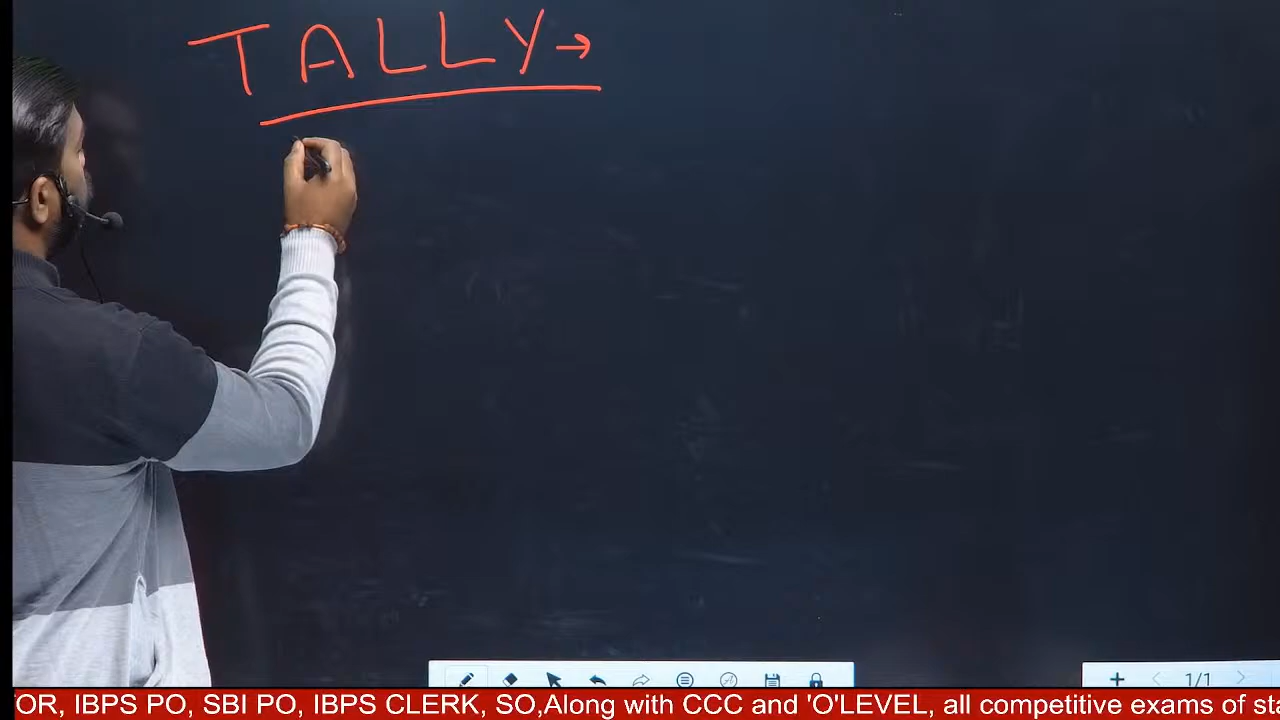 TALLY →
1/1
OR, IBPS PO, SBI PO, IBPS CLERK, SO,Along with CCC and 'O'LEVEL, all competitive exams of sta